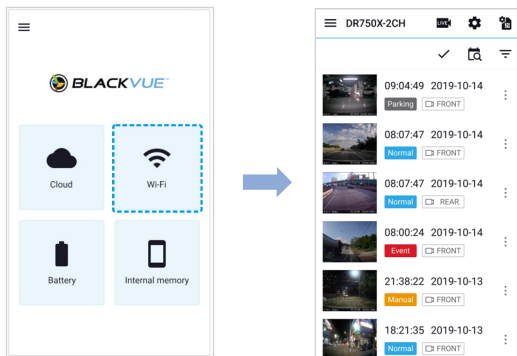 BLACKVUE
Cloud
Wi-Fi
Battery
Internal memory
DR750X-2CH
LIVE
09:04:49 2019-10-14
Parking FRONT
08:07:47 2019-10-14
Normal FRONT
08:07:47 2019-10-14
Normal REAR
08:00:24 2019-10-14
Event FRONT
21:38:22 2019-10-13
Manual FRONT
18:21:35 2019-10-13
Normal FRONT